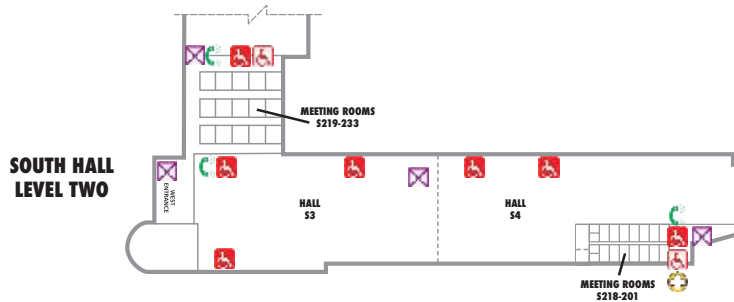 MEETING ROOMS
S219-233
SOUTH HALL
LEVEL TWO
WEST
ENTRANCE
HALL
S3
HALL
S4
MEETING ROOMS
S218-201